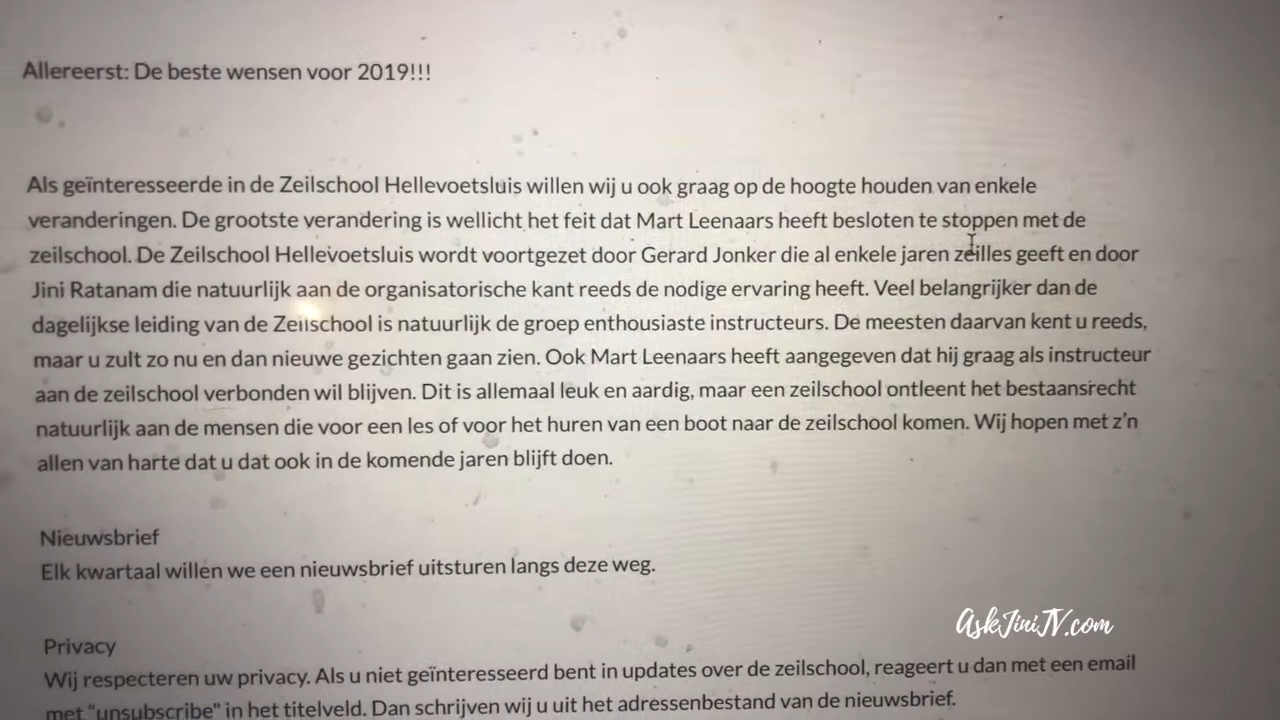 Allereerst: De beste wensen voor 2019!!!
Als geïnteresseerde in de Zeilschool Hellevoetsluis willen wij u ook graag op de hoogte houden van enkele
veranderingen. De grootste verandering is wellicht het feit dat Mart Leenaars heeft besloten te stoppen met de
zeilschool. De Zeilschool Hellevoetsluis wordt voortgezet door Gerard Jonker die al enkele jaren zeilles geeft en door
Jini Ratanam die natuurlijk aan de organisatorische kant reeds de nodige ervaring heeft. Veel belangrijker dan de
dagelijkse leiding van de Zeilschool is natuurlijk de groep enthousiaste instructeurs. De meesten daarvan kent u reeds,
maar u zult zo nu en dan nieuwe gezichten gaan zien. Ook Mart Leenaars heeft aangegeven dat hij graag als instructeur
aan de zeilschool verbonden wil blijven. Dit is allemaal leuk en aardig, maar een zeilschool ontleent het bestaansrecht
natuurlijk aan de mensen die voor een les of voor het huren van een boot naar de zeilschool komen. Wij hopen met z'n
allen van harte dat u dat ook in de komende jaren blijft doen.
Nieuwsbrief
Elk kwartaal willen we een nieuwsbrief uitsturen langs deze weg.
AskJiniTV.com
Privacy
Wij respecteren uw privacy. Als u niet geïnteresseerd bent in updates over de zeilschool, reageert u dan met een email
met "unsubscribe" in het titelveld. Dan schrijven wij u uit het adressenbestand van de nieuwsbrief.